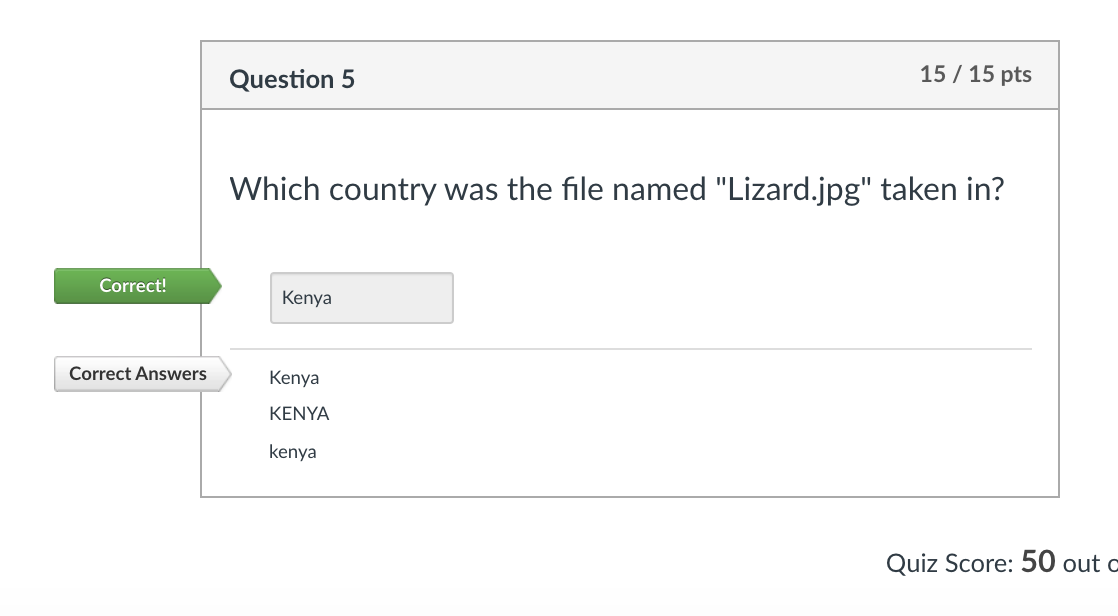 Question 5
15 / 15 pts
Which country was the file named "Lizard.jpg" taken in?
Correct!
Kenya
Correct Answers
Kenya
KENYA
kenya
Quiz Score: 50 out